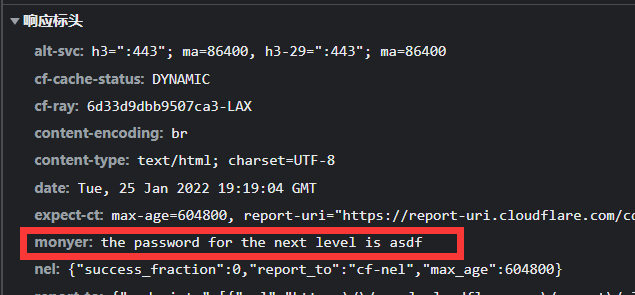 响应标头
alt-svc: h3=":443"; ma=86400, h3-29=":443"; ma=86400
cf-cache-status: DYNAMIC
cf-ray: 6d33d9dbb9507ca3-LAX
content-encoding: br
content-type: text/html; charset=UTF-8
date: Tue, 25 Jan 2022 19:19:04 GMT
expect-ct: max-age=604800, report-uri="https://report-uri.cloudflare.com/cd
monyer: the password for the next level is asdf
nel: {"success_fraction":0,"report_to":"cf-nel","max_age":604800}